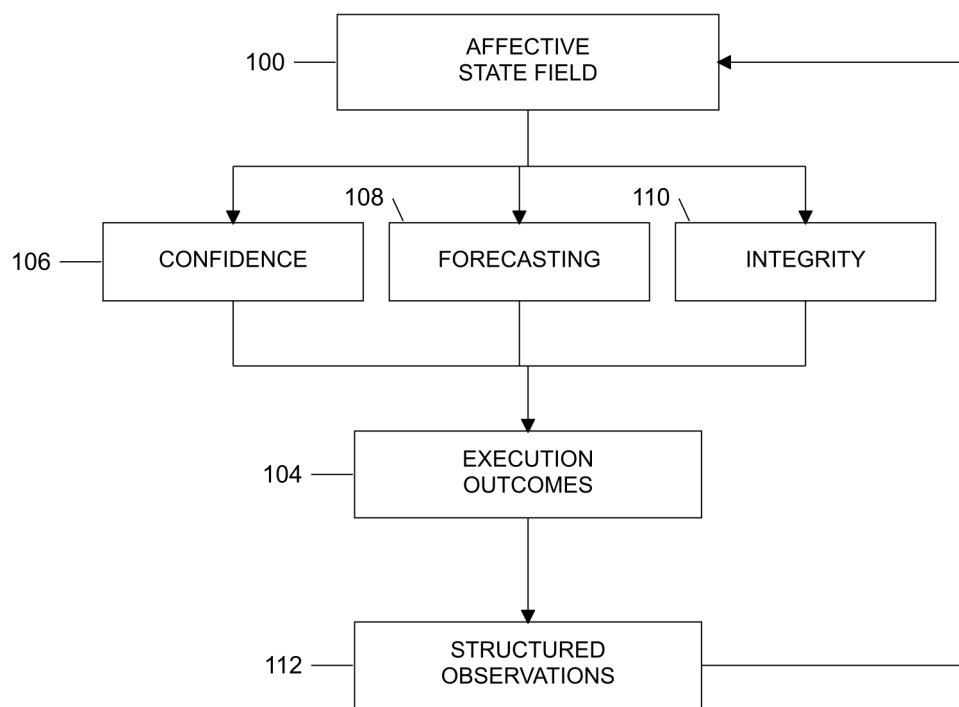 AFFECTIVE
STATE FIELD
100
108
110
CONFIDENCE
FORECASTING
INTEGRITY
106
EXECUTION
OUTCOMES
104
STRUCTURED
OBSERVATIONS
112